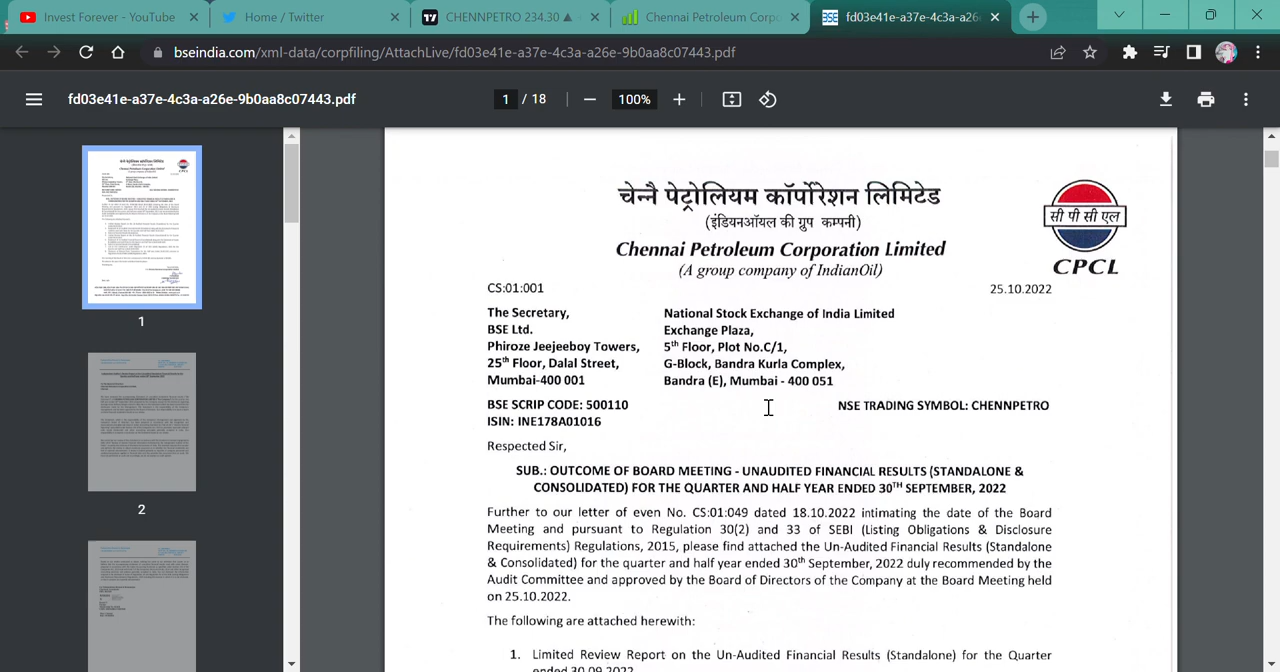 Invest Forever - YouTube
Home / Twitter
CHENNPETRO 234.30 ▲
Chennai Petroleum Corpo
fd03e41e-a37e-4c3a-a26e
bseindia.com/xml-data/corpfiling/AttachLive/fd03e41e-a37e-4c3a-a26e-9b0aa8c07443.pdf
fd03e41e-a37e-4c3a-a26e-9b0aa8c07443.pdf
1 / 18
100%
1
2
चेन्नै पेट्रोलियम कॉर्पोरेशन लिमिटेड
(इंडियनऑयल की ग्रुप कम्पनी)
Chennai Petroleum Corporation Limited
(A group company of IndianOil)
सी पी सी एल
CPCL
CS:01:001
25.10.2022
The Secretary,
BSE Ltd.
Phiroze Jeejeeboy Towers,
25th Floor, Dalal Street,
Mumbai-400 001
National Stock Exchange of India Limited
Exchange Plaza,
5th Floor, Plot No.C/1,
G-Block, Bandra Kurla Complex,
Bandra (E), Mumbai - 400 051
BSE SCRIP CODE: 500110
NSE TRADING SYMBOL: CHENNPETRO
ISIN: INE178A01016
Respected Sir,
SUB.: OUTCOME OF BOARD MEETING - UNAUDITED FINANCIAL RESULTS (STANDALONE &
CONSOLIDATED) FOR THE QUARTER AND HALF YEAR ENDED 30TH SEPTEMBER, 2022
Further to our letter of even No. CS:01:049 dated 18.10.2022 intimating the date of the Board
Meeting and pursuant to Regulation 30(2) and 33 of SEBI (Listing Obligations & Disclosure
Requirements) Regulations, 2015, please find attached the Un-Audited Financial Results (Standalone
& Consolidated) for the quarter and half year ended 30th September, 2022 duly recommended by the
Audit Committee and approved by the Board of Directors of the Company at the Board Meeting held
on 25.10.2022.
The following are attached herewith:
1. Limited Review Report on the Un-Audited Financial Results (Standalone) for the Quarter
ended 30.09.2022